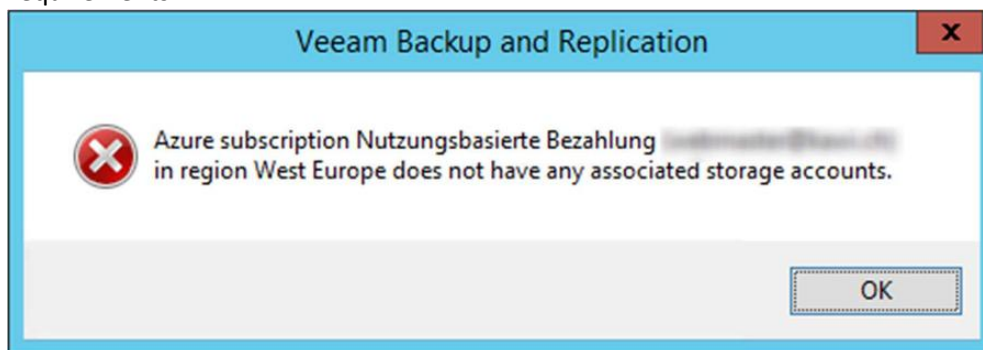 Veeam Backup and Replication
x
Azure subscription Nutzungsbasierte Bezahlung
in region West Europe does not have any associated storage accounts.
OK